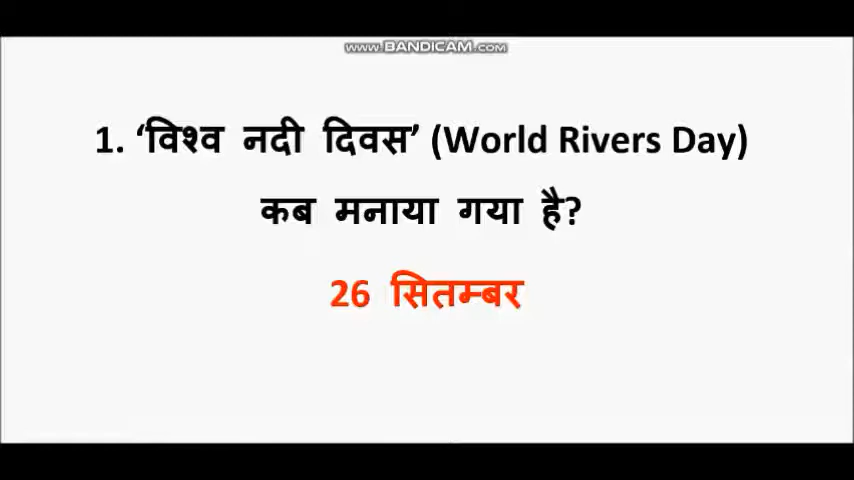 www.BANDICAM.com
1. ‘विश्व नदी दिवस’ (World Rivers Day)
कब मनाया गया है?
26 सितम्बर